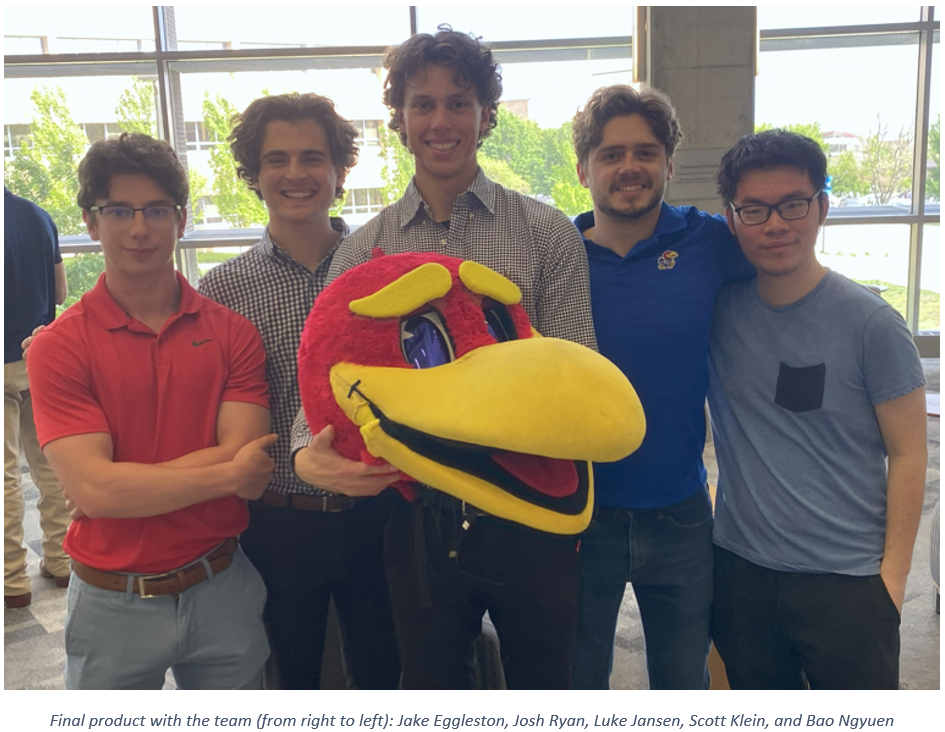 Final product with the team (from right to left): Jake Eggleston, Josh Ryan, Luke Jansen, Scott Klein, and Bao Ngyuen